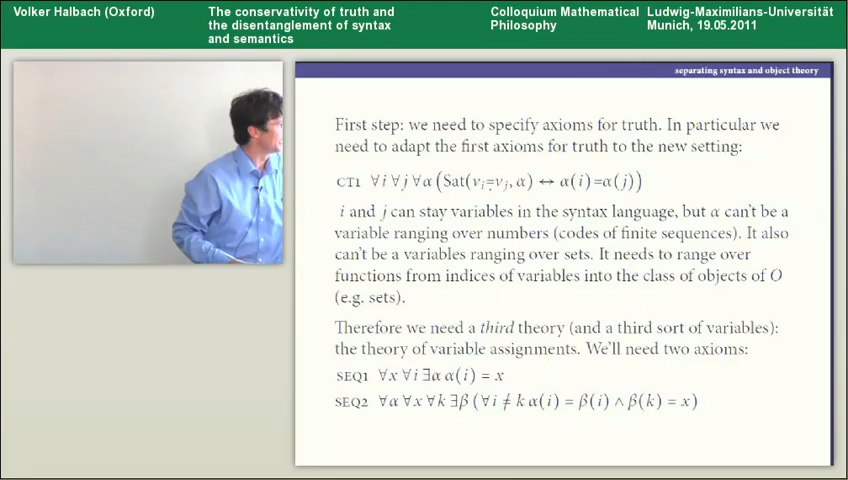 Volker Halbach (Oxford)
The conservativity of truth and
the disentanglement of syntax
and semantics
Colloquium Mathematical
Philosophy
Ludwig-Maximilians-Universität
Munich, 19.05.2011
separating syntax and object theory
First step: we need to specify axioms for truth. In particular we
need to adapt the first axioms for truth to the new setting:
CT1 ∀i ∀j ∀α(Sat(vᵢ=vⱼ, α) ↔ α(i)=α(j))
i and j can stay variables in the syntax language, but α can't be a
variable ranging over numbers (codes of finite sequences). It also
can't be a variables ranging over sets. It needs to range over
functions from indices of variables into the class of objects of O
(e.g. sets).
Therefore we need a third theory (and a third sort of variables):
the theory of variable assignments. We'll need two axioms:
SEQ1 ∀x ∀i ∃α α(i) = x
SEQ2 ∀α ∀x ∀k ∃β (∀i ≠ k α(i) = β(i) ∧ β(k) = x)